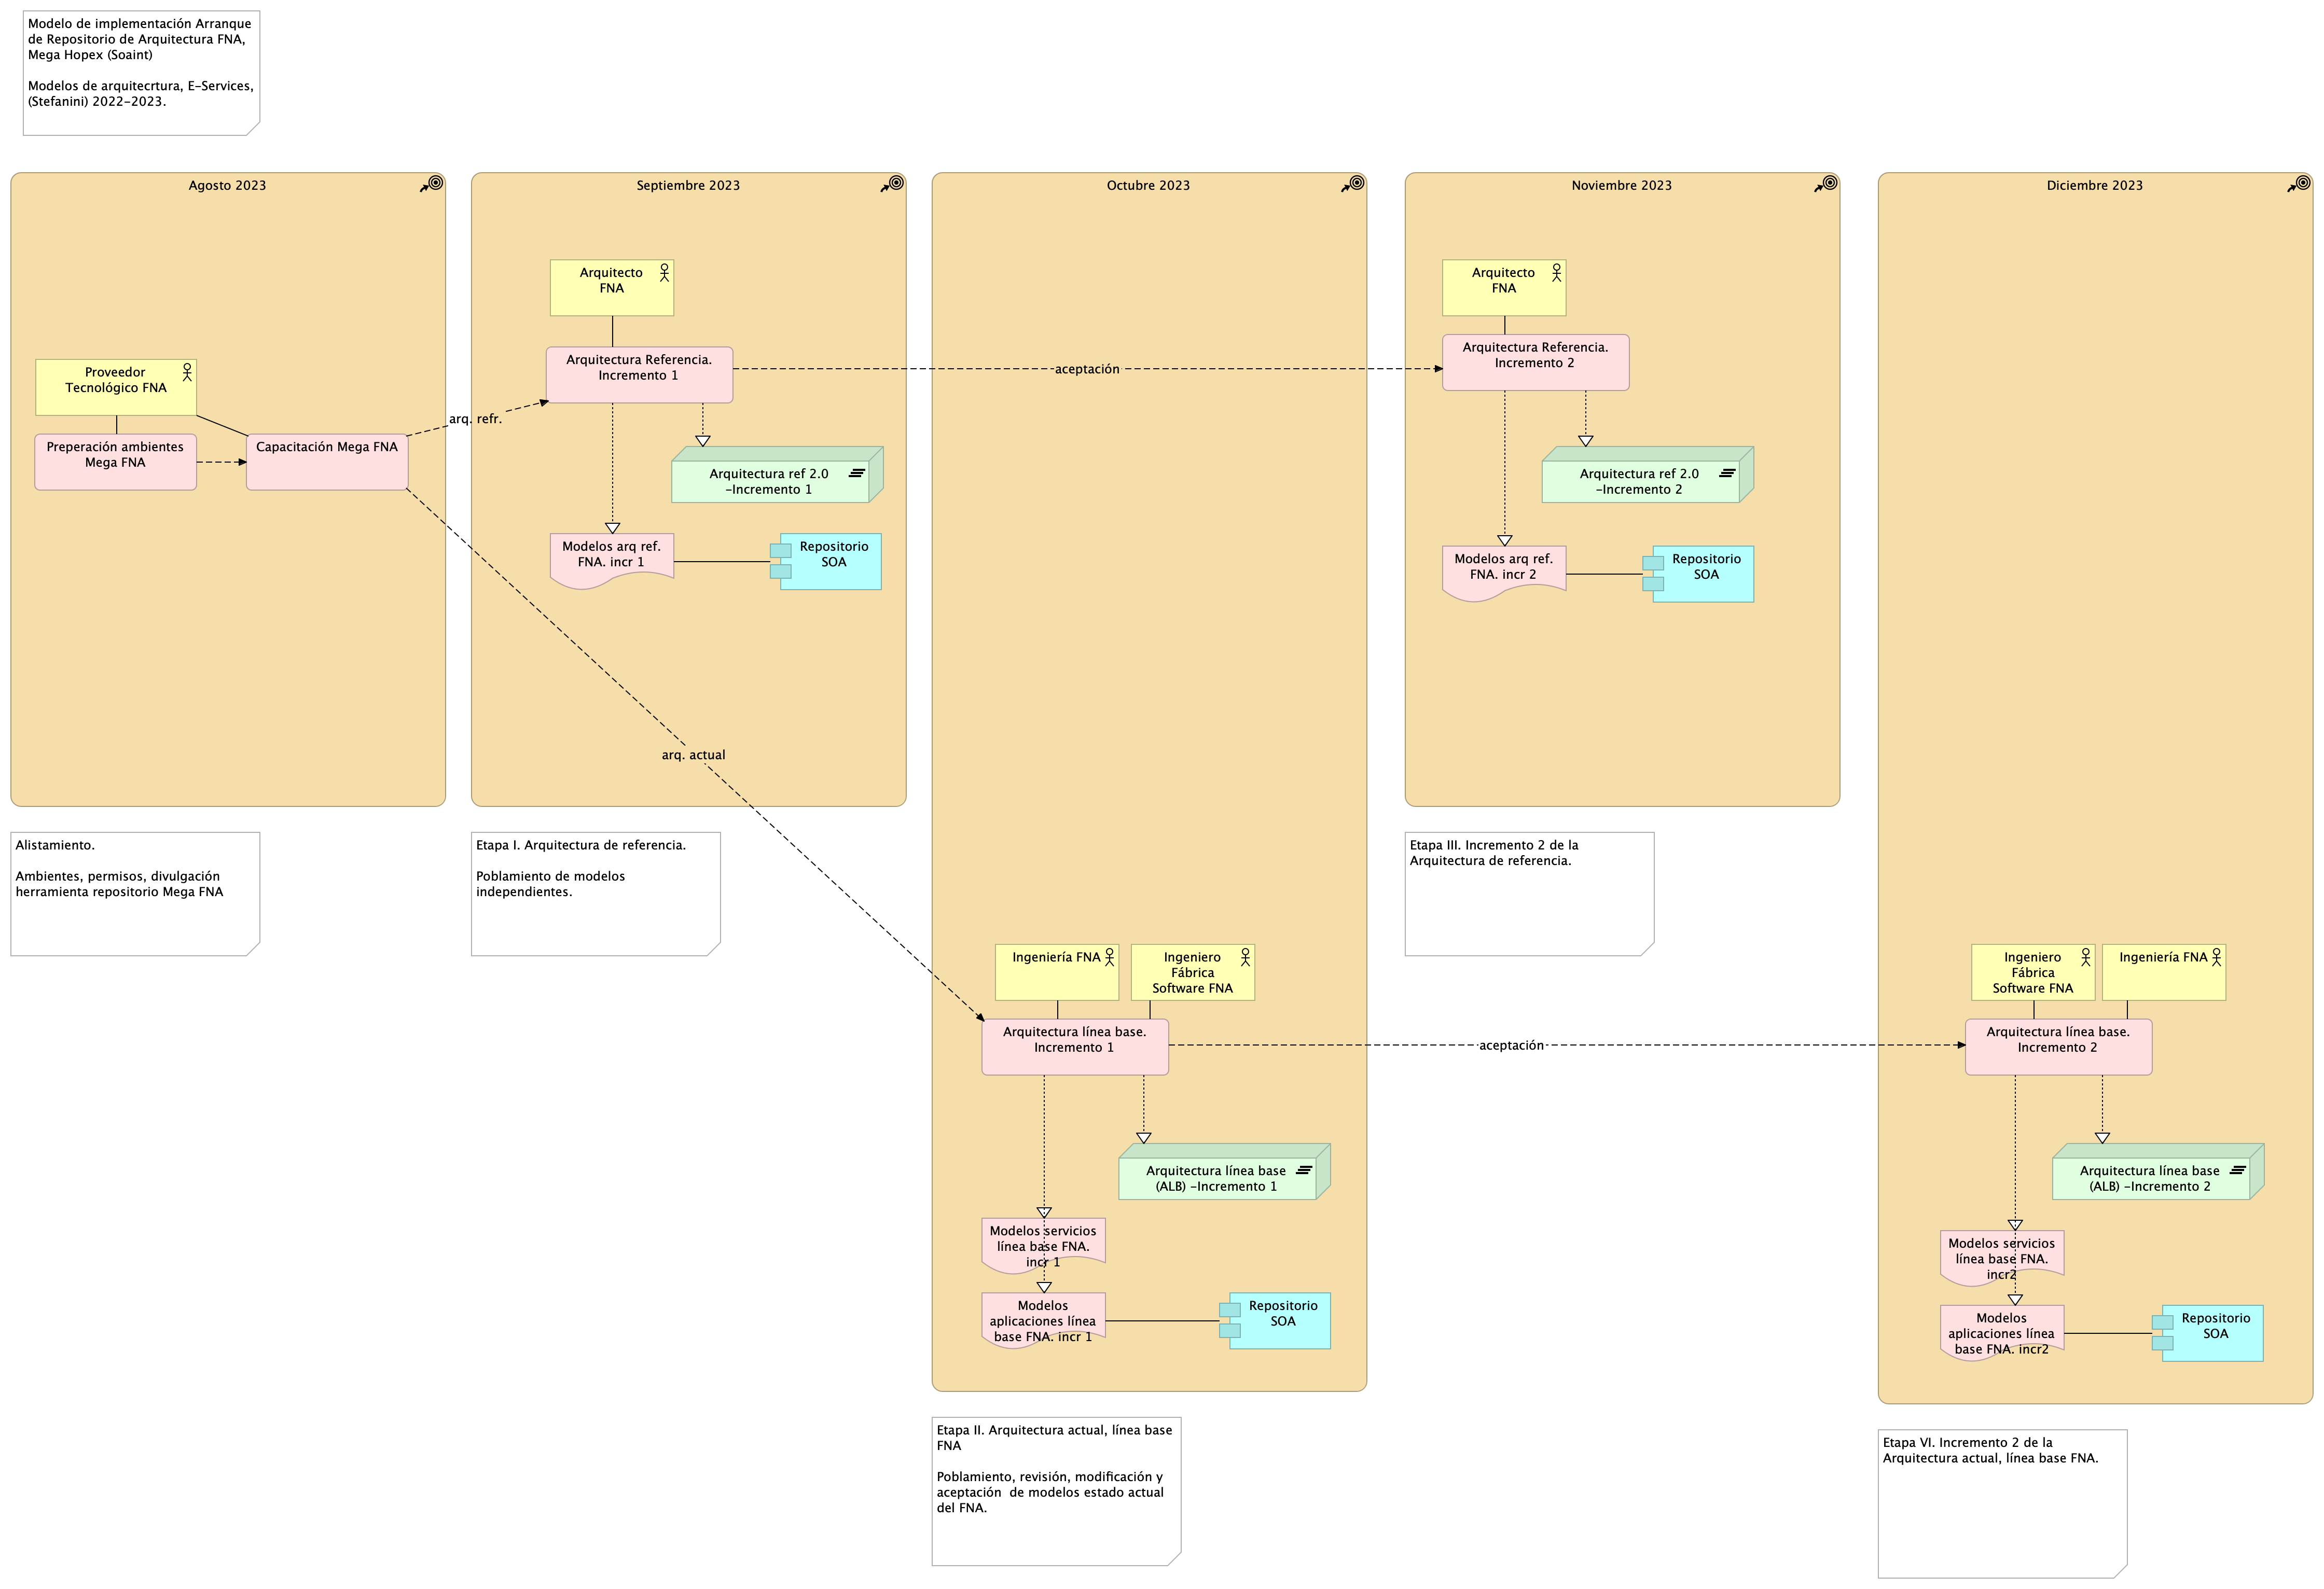 Modelo de implementación Arranque
de Repositorio de Arquitectura FNA,
Mega Hopex (Soaint)
Modelos de arquitecrtura, E-Services,
(Stefanini) 2022-2023.
Agosto 2023
Proveedor
Tecnológico FNA
Preperación ambientes
Mega FNA
Capacitación Mega FNA
arq. refr.
arq. actual
Alistamiento.
Ambientes, permisos, divulgación
herramienta repositorio Mega FNA
Septiembre 2023
Arquitecto
FNA
Arquitectura Referencia.
Incremento 1
aceptación
Arquitectura ref 2.0
-Incremento 1
Modelos arq ref.
FNA. incr 1
Repositorio
SOA
Etapa I. Arquitectura de referencia.
Poblamiento de modelos
independientes.
Octubre 2023
Ingeniería FNA
Ingeniero
Fábrica
Software FNA
Arquitectura línea base.
Incremento 1
aceptación
Arquitectura línea base
(ALB) -Incremento 1
Modelos servicios
línea base FNA.
incr 1
Modelos
aplicaciones línea
base FNA. incr 1
Repositorio
SOA
Etapa II. Arquitectura actual, línea base
FNA
Poblamiento, revisión, modificación y
aceptación  de modelos estado actual
del FNA.
Noviembre 2023
Arquitecto
FNA
Arquitectura Referencia.
Incremento 2
Arquitectura ref 2.0
-Incremento 2
Modelos arq ref.
FNA. incr 2
Repositorio
SOA
Etapa III. Incremento 2 de la
Arquitectura de referencia.
Diciembre 2023
Ingeniero
Fábrica
Software FNA
Ingeniería FNA
Arquitectura línea base.
Incremento 2
Arquitectura línea base
(ALB) -Incremento 2
Modelos servicios
línea base FNA.
incr2
Modelos
aplicaciones línea
base FNA. incr2
Repositorio
SOA
Etapa VI. Incremento 2 de la
Arquitectura actual, línea base FNA.